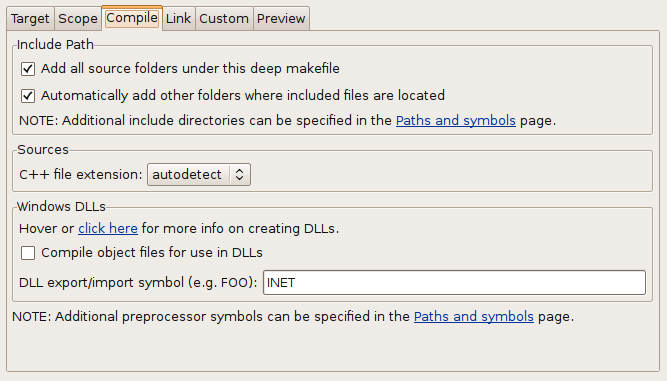 Target Scope Compile Link Custom Preview
Include Path
Add all source folders under this deep makefile
Automatically add other folders where included files are located
NOTE: Additional include directories can be specified in the Paths and symbols page.
Sources
C++ file extension: autodetect
Windows DLLs
Hover or click here for more info on creating DLLs.
Compile object files for use in DLLs
DLL export/import symbol (e.g. FOO): INET
NOTE: Additional preprocessor symbols can be specified in the Paths and symbols page.